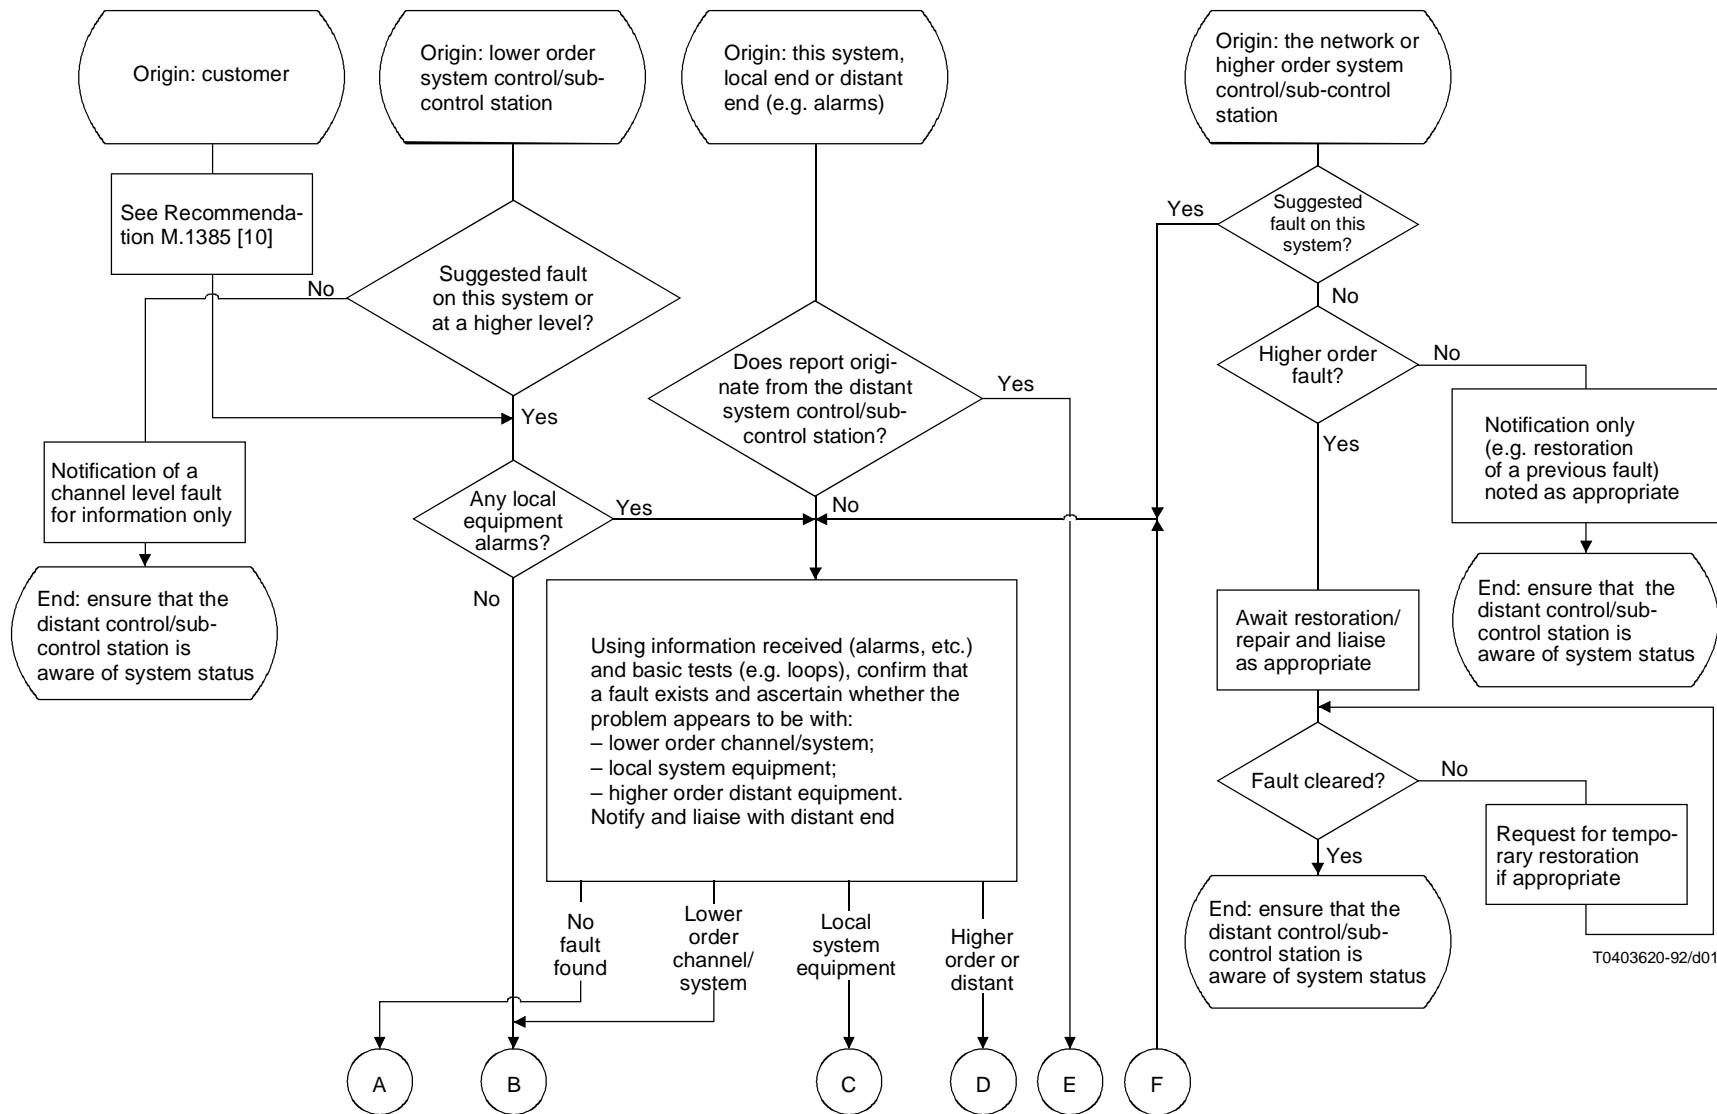 Origin: customer
Origin: lower order
system control/sub-
control station
Origin: this system,
local end or distant
end (e.g. alarms)
Origin: the network or
higher order system
control/sub-control
station
See Recommenda-
tion M.1385 [10]
Suggested fault
on this system or
at a higher level?
No
Yes
Suggested
fault on this
system?
Yes
No
Does report origi-
nate from the distant
system control/sub-
control station?
Yes
No
Higher order
fault?
No
Yes
Notification of a
channel level fault
for information only
Any local
equipment
alarms?
Yes
No
Notification only
(e.g. restoration
of a previous fault)
noted as appropriate
End: ensure that the
distant control/sub-
control station is
aware of system status
Using information received (alarms, etc.)
and basic tests (e.g. loops), confirm that
a fault exists and ascertain whether the
problem appears to be with:
– lower order channel/system;
– local system equipment;
– higher order distant equipment.
Notify and liaise with distant end
Await restoration/
repair and liaise
as appropriate
End: ensure that the
distant control/sub-
control station is
aware of system status
Fault cleared?
No
Yes
Request for tempo-
rary restoration
if appropriate
End: ensure that the
distant control/sub-
control station is
aware of system status
No
fault
found
Lower
order
channel/
system
Local
system
equipment
Higher
order or
distant
T0403620-92/d01
A
B
C
D
E
F